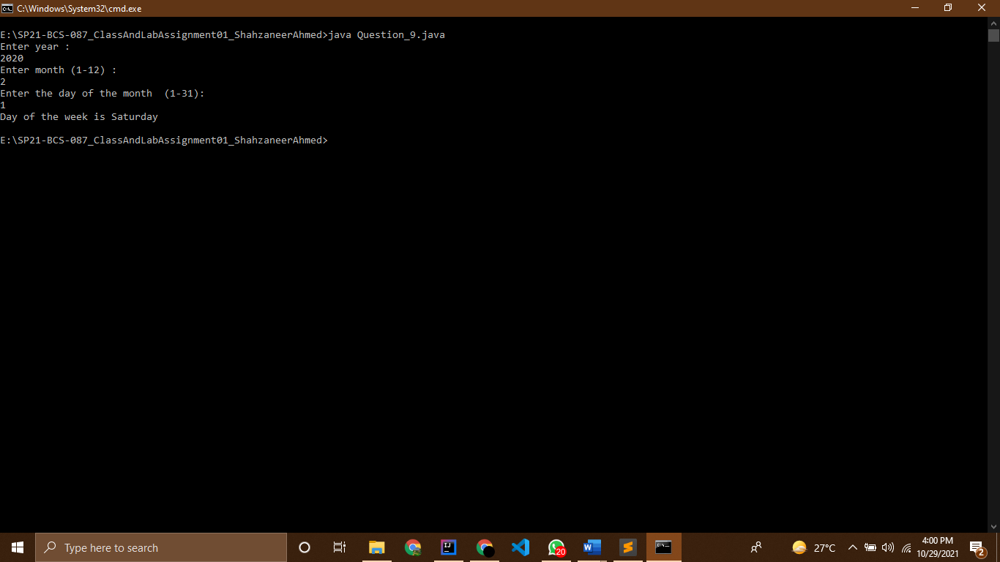 C:\Windows\System32\cmd.exe
E:\SP21-BCS-087_ClassAndLabAssignment01_ShahzaneerAhmed>java Question_9.java
Enter year :
2020
Enter month (1-12) :
2
Enter the day of the month  (1-31):
1
Day of the week is Saturday
E:\SP21-BCS-087_ClassAndLabAssignment01_ShahzaneerAhmed>
Type here to search
20
27°C
4:00 PM
10/29/2021
2